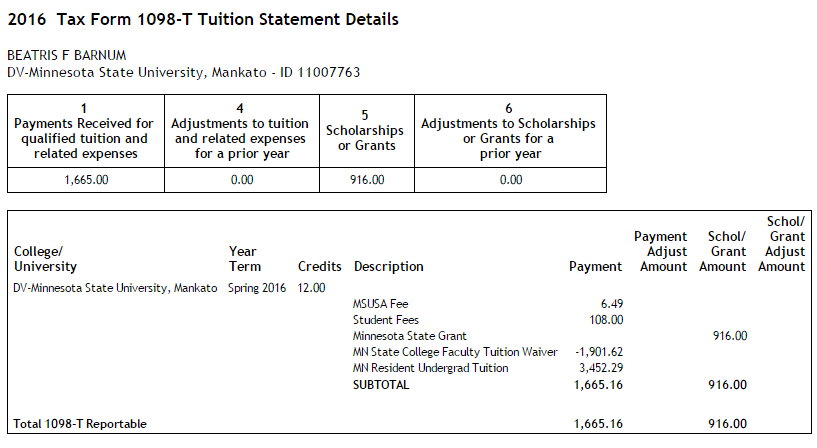 2016 Tax Form 1098-T Tuition Statement Details
BEATRIS F BARNUM
DV-Minnesota State University, Mankato - ID 11007763
1
Payments Received for
qualified tuition and
related expenses
4
Adjustments to tuition
and related expenses
for a prior year
5
Scholarships
or Grants
6
Adjustments to Scholarships
or Grants for a
prior year
1,665.00 0.00 916.00 0.00
College/
University
Year
Term
Credits
Description
Payment
Payment
Adjust
Amount
Schol/
Grant
Amount
Schol/
Grant
Adjust
Amount
DV-Minnesota State University, Mankato Spring 2016 12.00
MSUSA Fee 6.49
Student Fees 108.00
Minnesota State Grant 916.00
MN State College Faculty Tuition Waiver -1,901.62
MN Resident Undergrad Tuition 3,452.29
SUBTOTAL 1,665.16 916.00
Total 1098-T Reportable 1,665.16 916.00